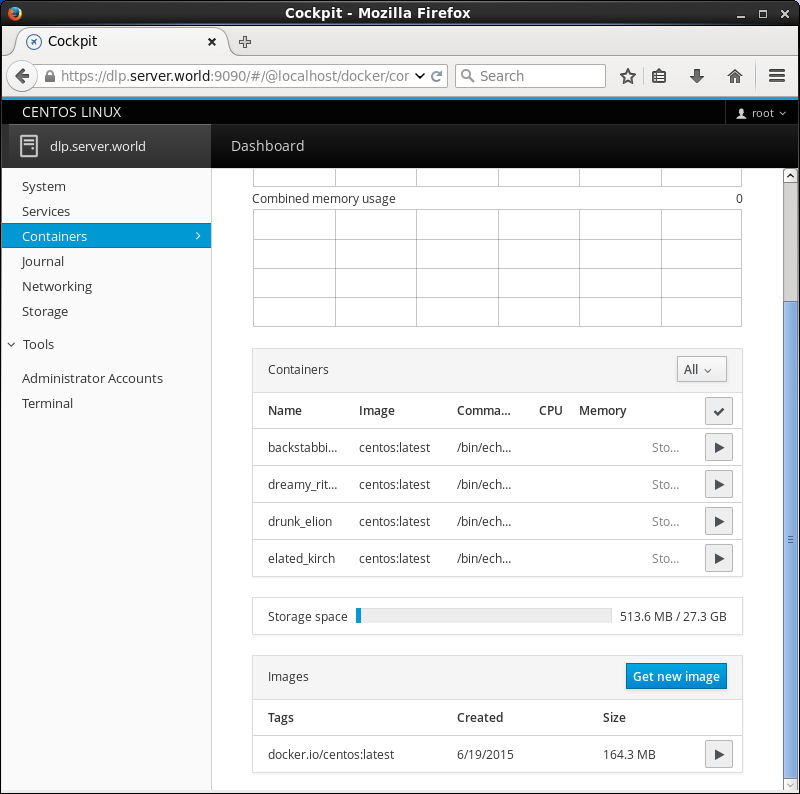 Cockpit - Mozilla Firefox
Cockpit
https://dlp.server.world:9090/#/@localhost/docker/cor
Search
CENTOS LINUX
root
dlp.server.world
Dashboard
System
Services
Containers
Journal
Networking
Storage
Tools
Administrator Accounts
Terminal
Combined memory usage 0
Containers All
Name Image Comma... CPU Memory
backstabbi... centos:latest /bin/ech... Sto...
dreamy_rit... centos:latest /bin/ech... Sto...
drunk_elion centos:latest /bin/ech... Sto...
elated_kirch centos:latest /bin/ech... Sto...
Storage space 513.6 MB / 27.3 GB
Images Get new image
Tags Created Size
docker.io/centos:latest 6/19/2015 164.3 MB